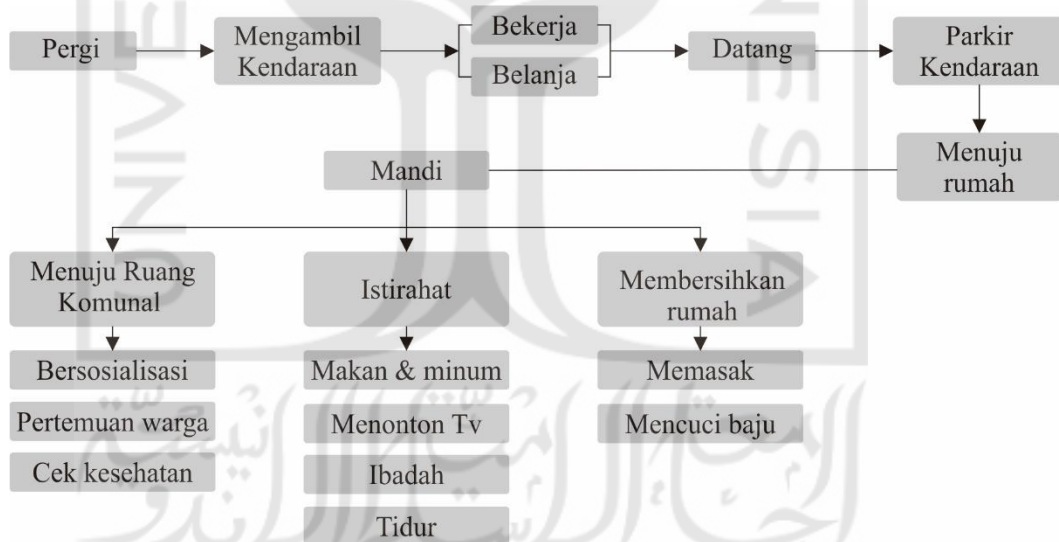 Pergi
Mengambil
Kendaraan
Bekerja
Belanja
Datang
Parkir
Kendaraan
Menuju
rumah
Mandi
Menuju Ruang
Komunal
Istirahat
Membersihkan
rumah
Bersosialisasi
Makan & minum
Memasak
Pertemuan warga
Menonton Tv
Mencuci baju
Cek kesehatan
Ibadah
Tidur